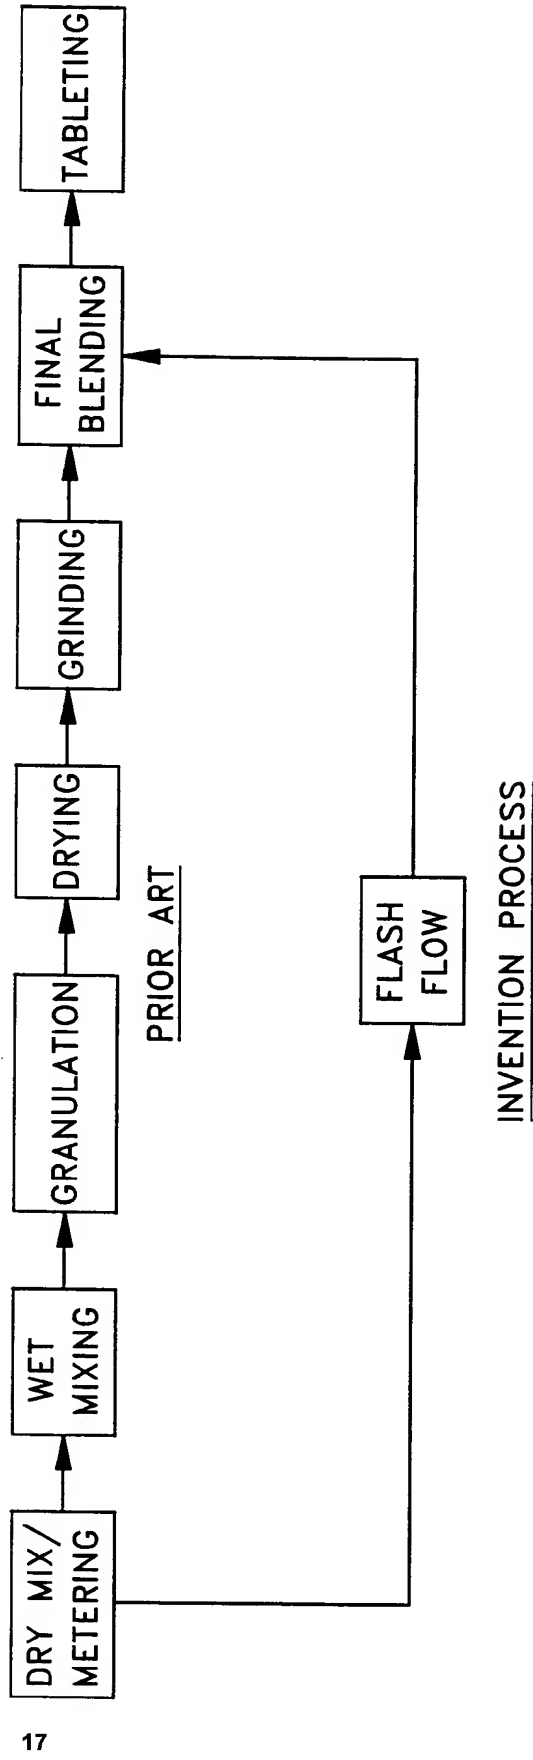 DRY MIX/
METERING
WET
MIXING
GRANULATION
DRYING
GRINDING
FINAL
BLENDING
TABLETING
PRIOR ART
FLASH
FLOW
INVENTION PROCESS
17